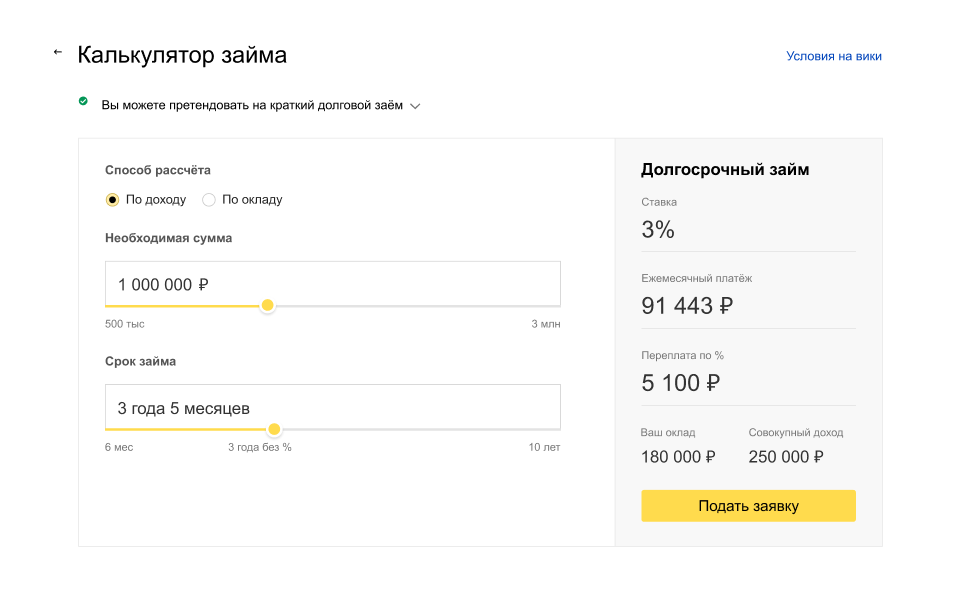 Калькулятор займа
Условия на вики
Вы можете претендовать на краткий долговой заём
Способ рассчёта
По доходу
По окладу
Необходимая сумма
1 000 000 ₽
500 тыс
3 млн
Срок займа
3 года 5 месяцев
6 мес
3 года без %
10 лет
Долгосрочный займ
Ставка
3%
Ежемесячный платёж
91 443 ₽
Переплата по %
5 100 ₽
Ваш оклад
Совокупный доход
180 000 ₽
250 000 ₽
Подать заявку